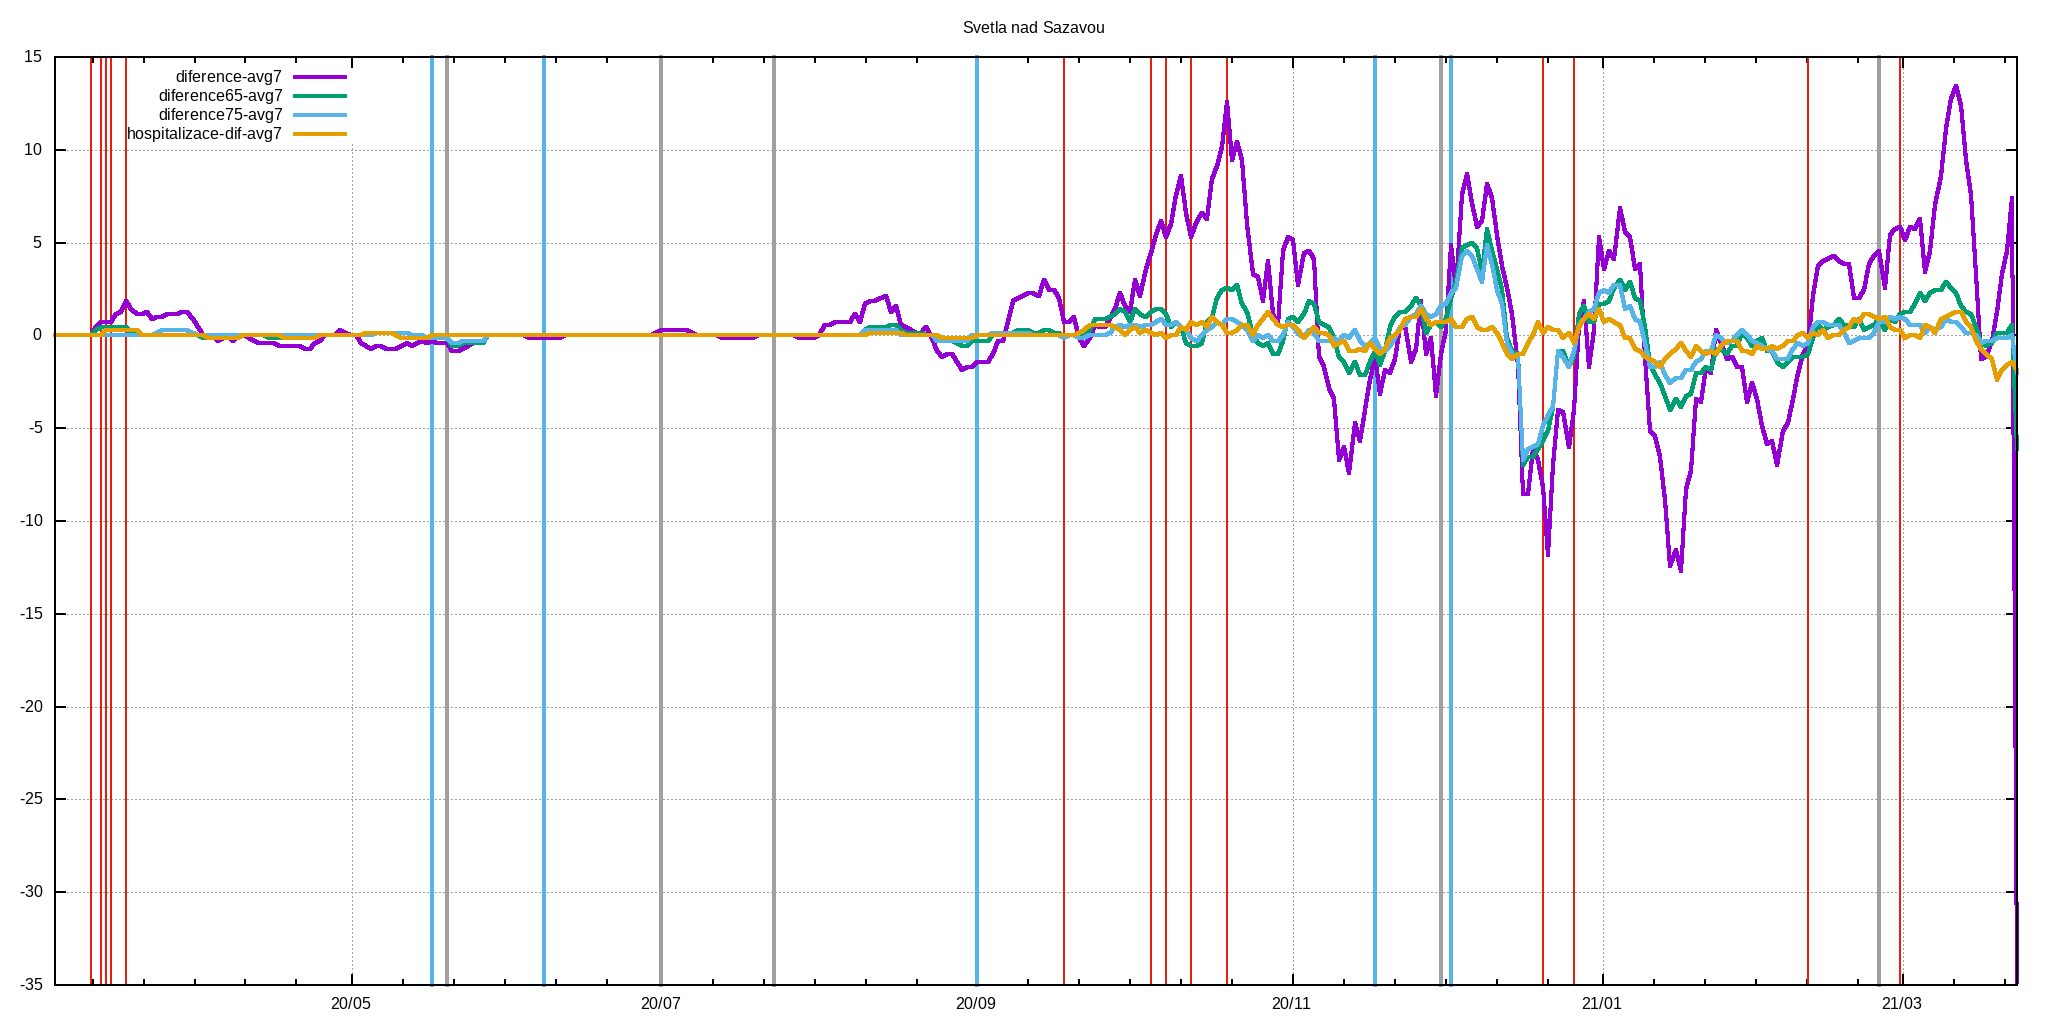 Svetla nad Sazavou
diference-avg7
diference65-avg7
diference75-avg7
hospitalizace-dif-avg7
15
10
5
0
-5
-10
-15
-20
-25
-30
-35
20/05 20/07 20/09 20/11 21/01 21/03